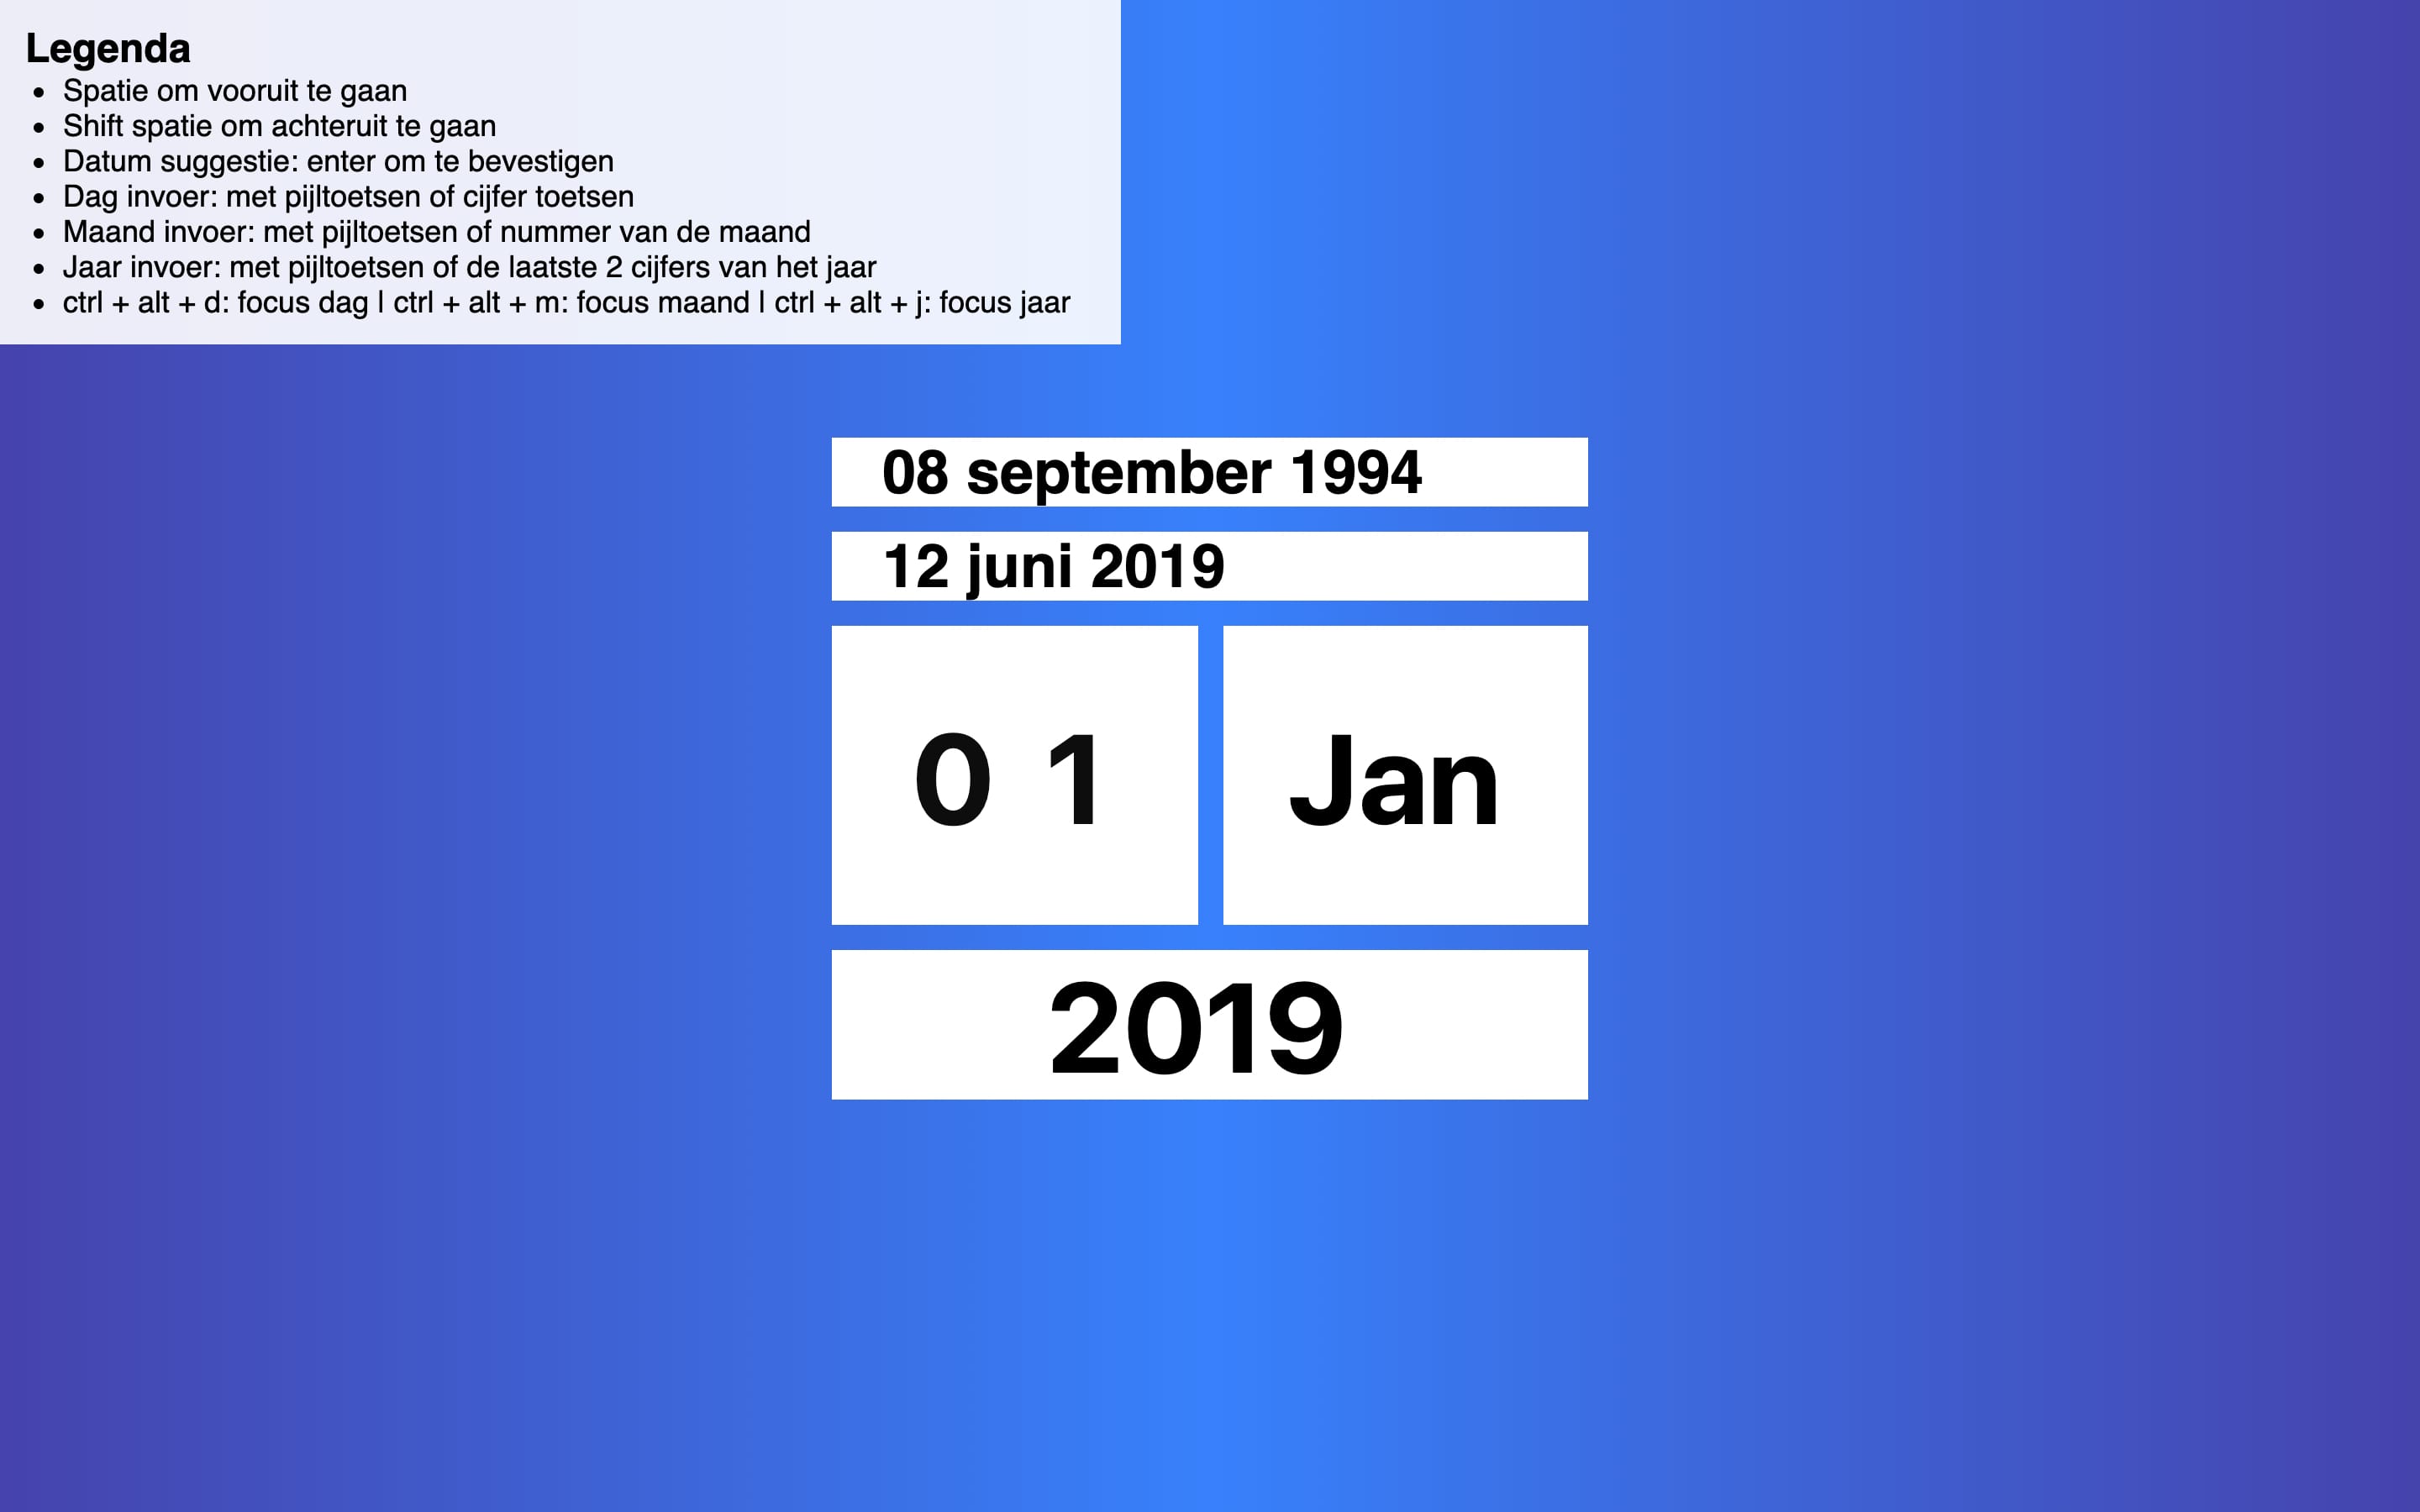 Legenda
• Spatie om vooruit te gaan
• Shift spatie om achteruit te gaan
• Datum suggestie: enter om te bevestigen
• Dag invoer: met pijltoetsen of cijfer toetsen
• Maand invoer: met pijltoetsen of nummer van de maand
• Jaar invoer: met pijltoetsen of de laatste 2 cijfers van het jaar
• ctrl + alt + d: focus dag | ctrl + alt + m: focus maand | ctrl + alt + j: focus jaar
08 september 1994
12 juni 2019
0 1 Jan
2019